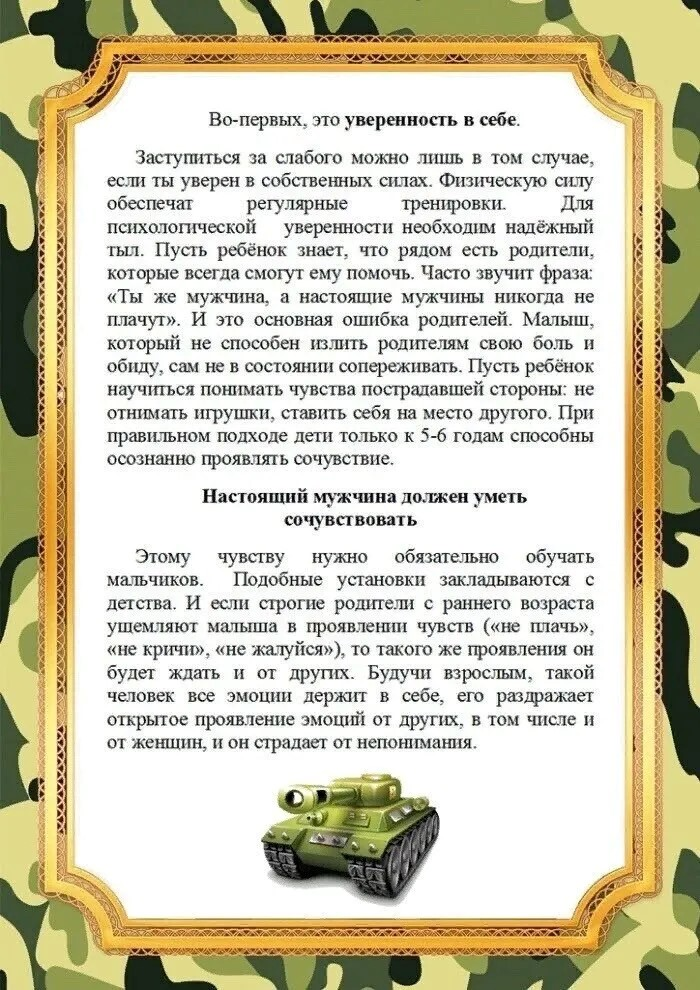 Во-первых, это уверенность в себе.
Заступиться за слабого можно лишь в том случае,
если ты уверен в собственных силах. Физическую силу
обеспечат регулярные тренировки. Для
психологической уверенности необходим надёжный
тыл. Пусть ребёнок знает, что рядом есть родители,
которые всегда смогут ему помочь. Часто звучит фраза:
«Ты же мужчина, а настоящие мужчины никогда не
плачут». И это основная ошибка родителей. Малыш,
который не способен излить родителям свою боль и
обиду, сам не в состоянии сопереживать. Пусть ребёнок
научиться понимать чувства пострадавшей стороны: не
отнимать игрушки, ставить себя на место другого. При
правильном подходе дети только к 5-6 годам способны
осознанно проявлять сочувствие.
Настоящий мужчина должен уметь
сочувствовать
Этому чувству нужно обязательно обучать
мальчиков. Подобные установки закладываются с
детства. И если строгие родители с раннего возраста
ущемляют малыша в проявлении чувств («не плачь»,
«не кричи», «не жалуйся»), то такого же проявления он
будет ждать и от других. Будучи взрослым, такой
человек все эмоции держит в себе, его раздражает
открытое проявление эмоций от других, в том числе и
от женщин, и он страдает от непонимания.